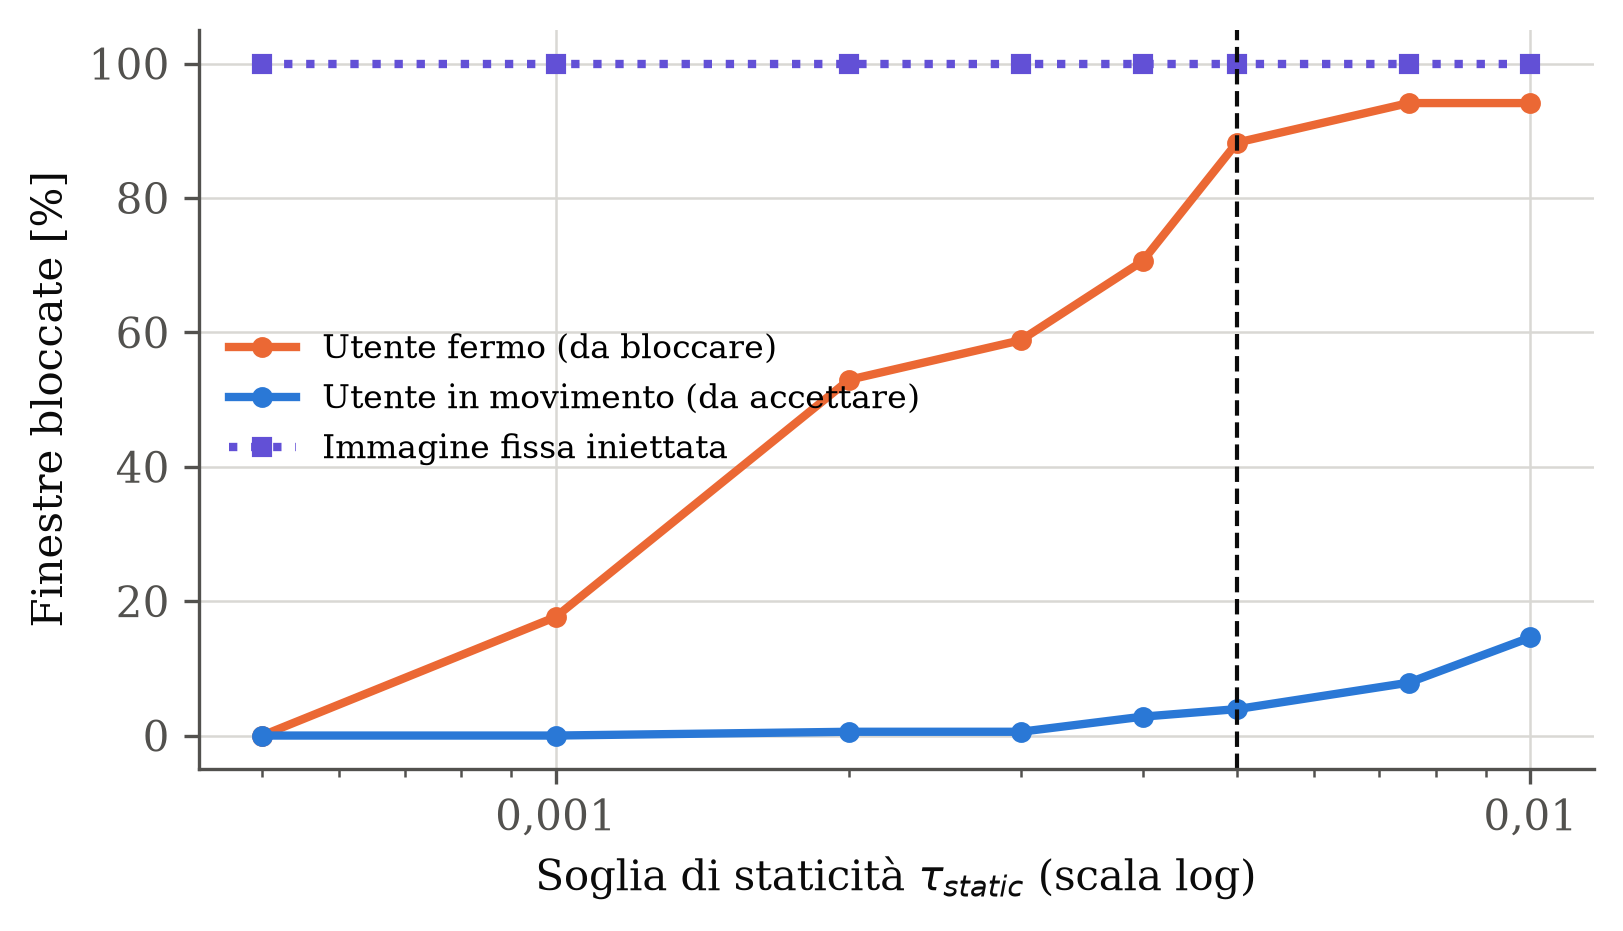 100
80
60
40
20
0
Finestre bloccate [%]
Utente fermo (da bloccare)
Utente in movimento (da accettare)
Immagine fissa iniettata
0,001
0,01
Soglia di staticità τstatic (scala log)